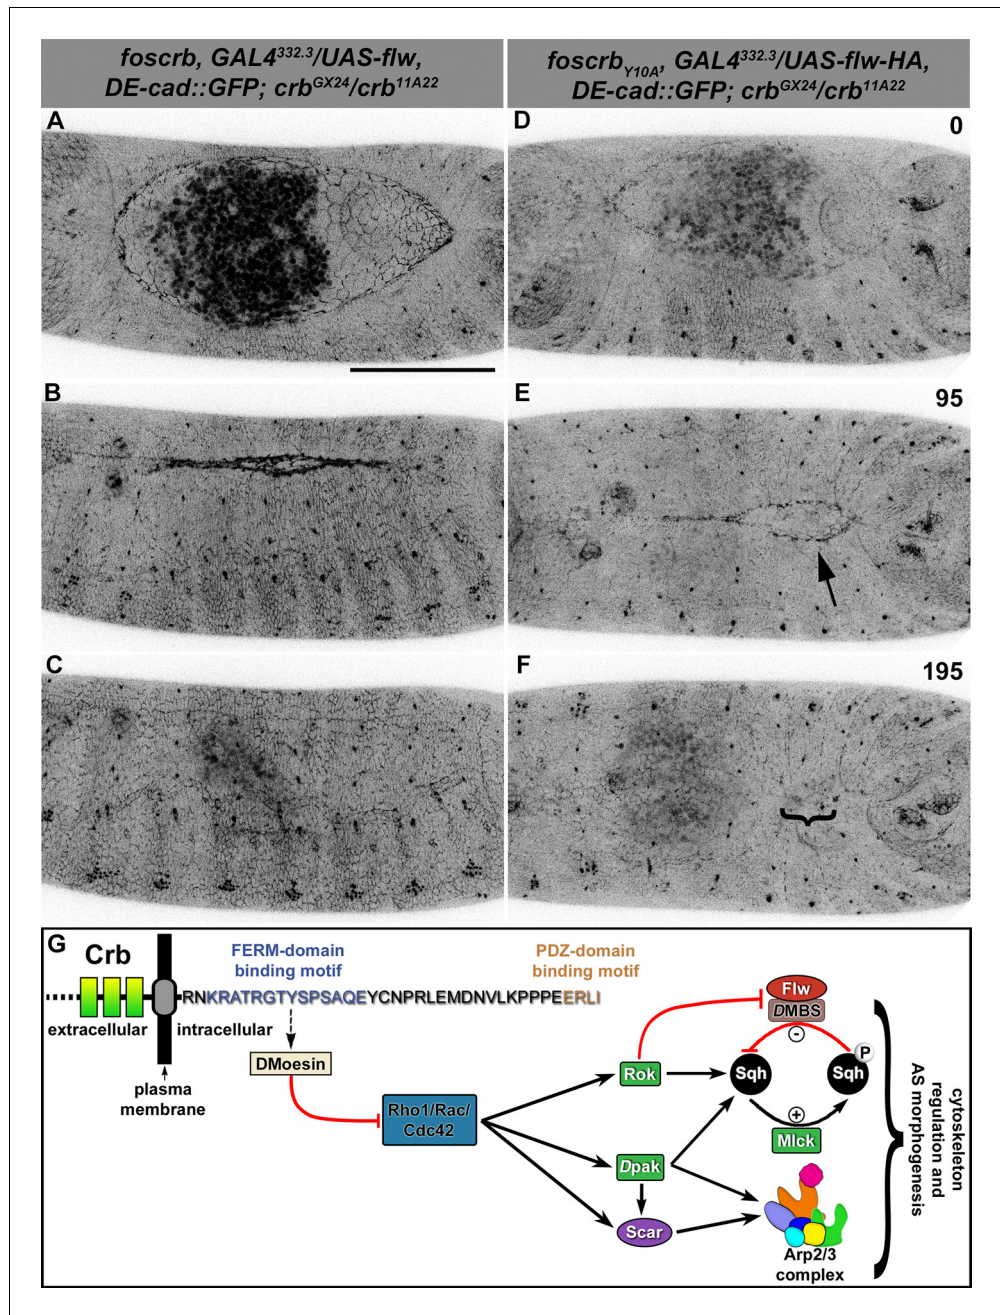 foscrb, GAL4332.3/UAS-flw,
DE-cad::GFP; crbGX24/crb11A22
foscrbY10A, GAL4332.3/UAS-flw-HA,
DE-cad::GFP; crbGX24/crb11A22
A
D
0
B
E
95
C
F
195
G
Crb
FERM-domain
binding motif
PDZ-domain
binding motif
RNKRATRGTYSPSAQEYCNPRLEMDNVLKPPPEERLI
extracellular
intracellular
plasma
membrane
DMoesin
Rho1/Rac/
Cdc42
Rok
Dpak
Scar
Flw
DMBS
-
Sqh
Sqh
P
+
Mlck
Arp2/3
complex
cytoskeleton
regulation and
AS morphogenesis